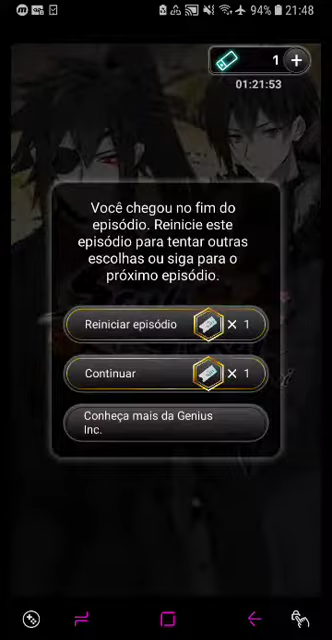 94% 21:48
1 +
01:21:53
Você chegou no fim do
episódio. Reinicie este
episódio para tentar outras
escolhas ou siga para o
próximo episódio.
Reiniciar episódio × 1
Continuar × 1
Conheça mais da Genius
Inc.